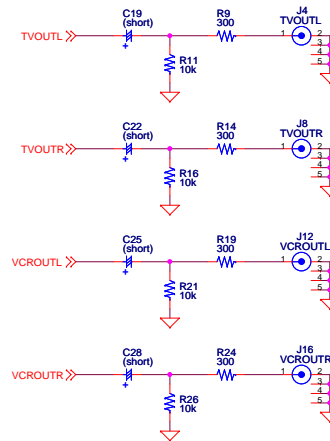 C19
(short)
R9
300
J4
TVOUTL
TVOUTL
+
1
2
3
4
5
R11
10k
C22
(short)
R14
300
J8
TVOUTR
TVOUTR
+
1
2
3
4
5
R16
10k
C25
(short)
R19
300
J12
VCROUTL
VCROUTL
+
1
2
3
4
5
R21
10k
C28
(short)
R24
300
J16
VCROUTR
VCROUTR
+
1
2
3
4
5
R26
10k